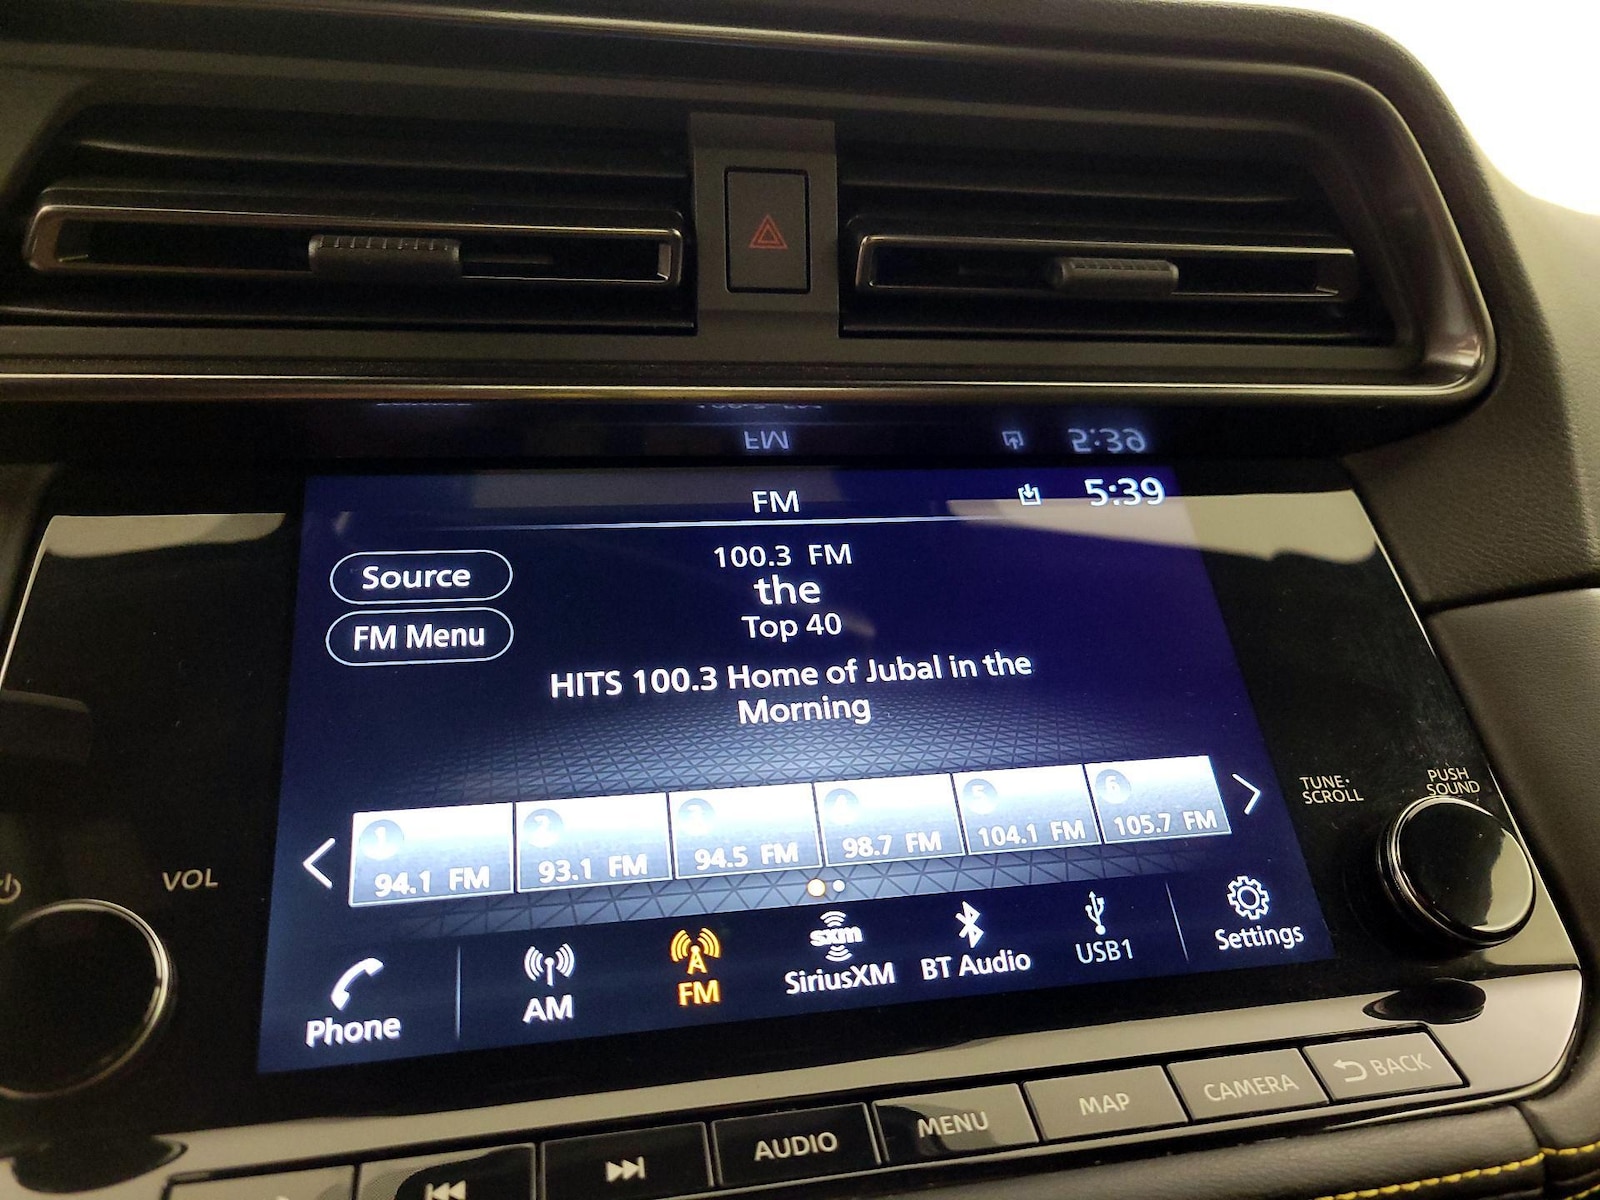 FM
5:39
Source
FM Menu
100.3 FM
the
Top 40
HITS 100.3 Home of Jubal in the
Morning
1
94.1 FM
2
93.1 FM
3
94.5 FM
4
98.7 FM
5
104.1 FM
6
105.7 FM
TUNE·
SCROLL
PUSH
SOUND
VOL
Phone
AM
FM
sxm
SiriusXM
BT Audio
USB1
Settings
AUDIO
MENU
MAP
CAMERA
BACK